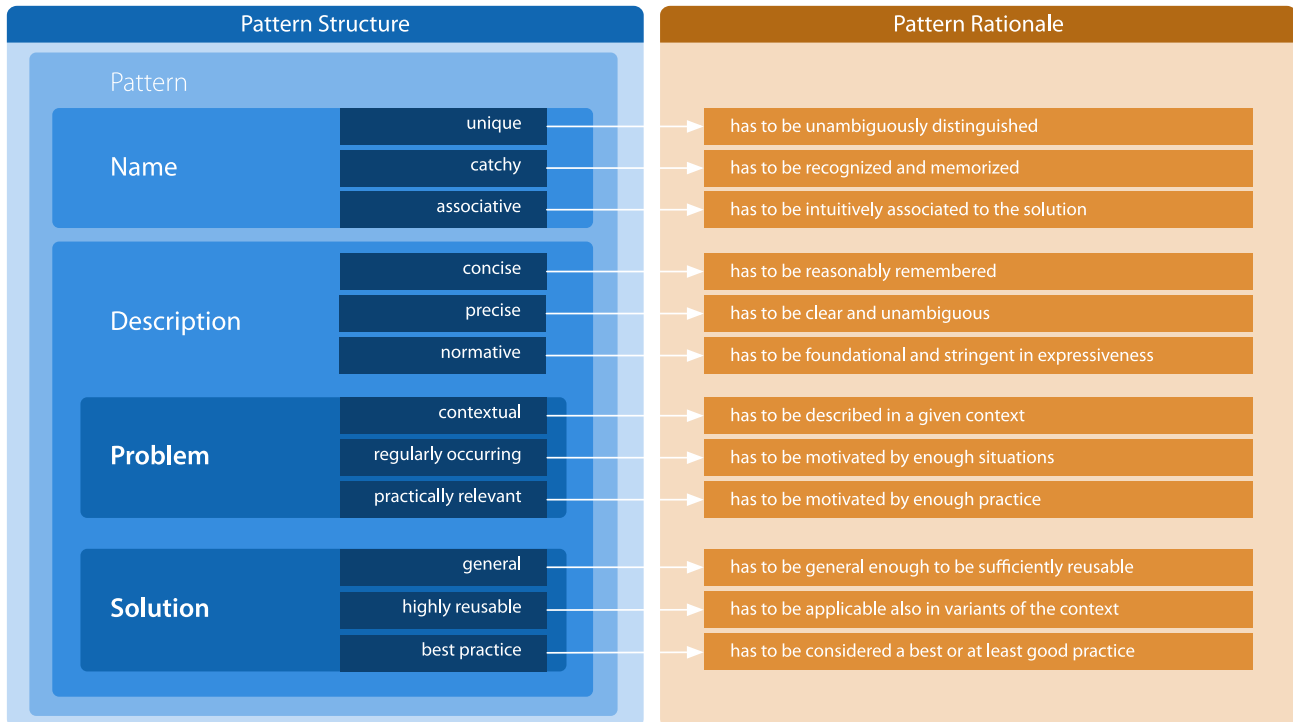 Pattern Structure
Pattern Rationale
Pattern
Name
unique
has to be unambiguously distinguished
catchy
has to be recognized and memorized
associative
has to be intuitively associated to the solution
Description
concise
has to be reasonably remembered
precise
has to be clear and unambiguous
normative
has to be foundational and stringent in expressiveness
Problem
contextual
has to be described in a given context
regularly occurring
has to be motivated by enough situations
practically relevant
has to be motivated by enough practice
Solution
general
has to be general enough to be sufficiently reusable
highly reusable
has to be applicable also in variants of the context
best practice
has to be considered a best or at least good practice